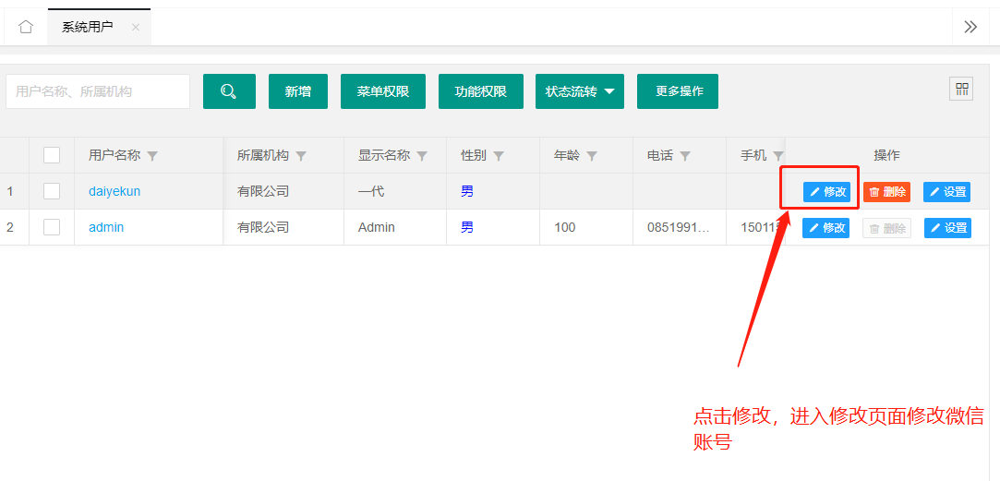 系统用户
用户名称、所属机构 新增 菜单权限 功能权限 状态流转 更多操作
用户名称 所属机构 显示名称 性别 年龄 电话 手机 操作
1 daiyekun 有限公司 一代 男 修改 删除 设置
2 admin 有限公司 Admin 男 100 0851991... 15011 修改 删除 设置
点击修改，进入修改页面修改微信
账号